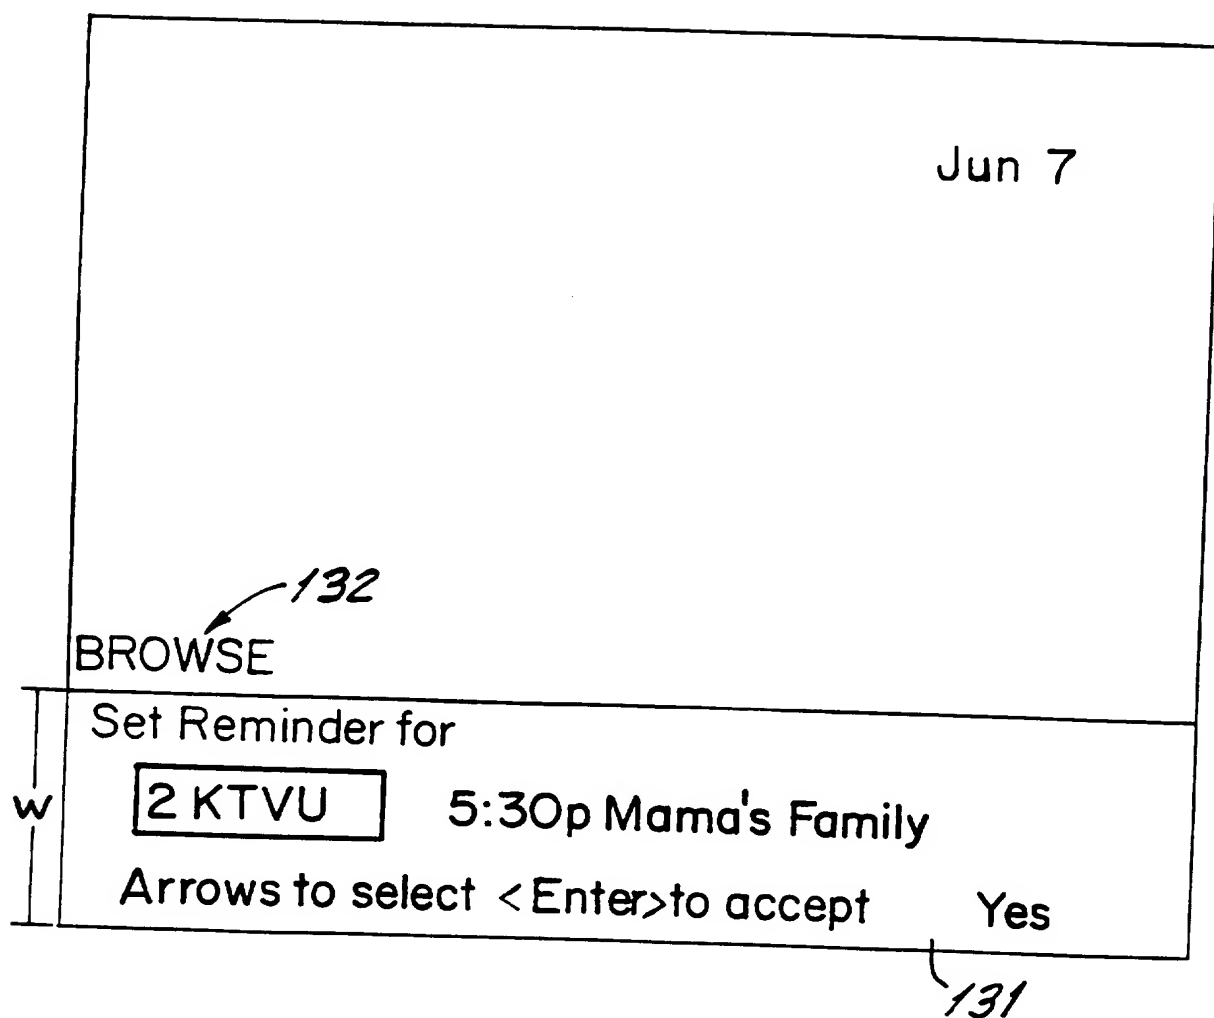 Jun 7
132
BROWSE
Set Reminder for
W
2 KTVU 5:30p Mama's Family
Arrows to select <Enter>to accept Yes
131